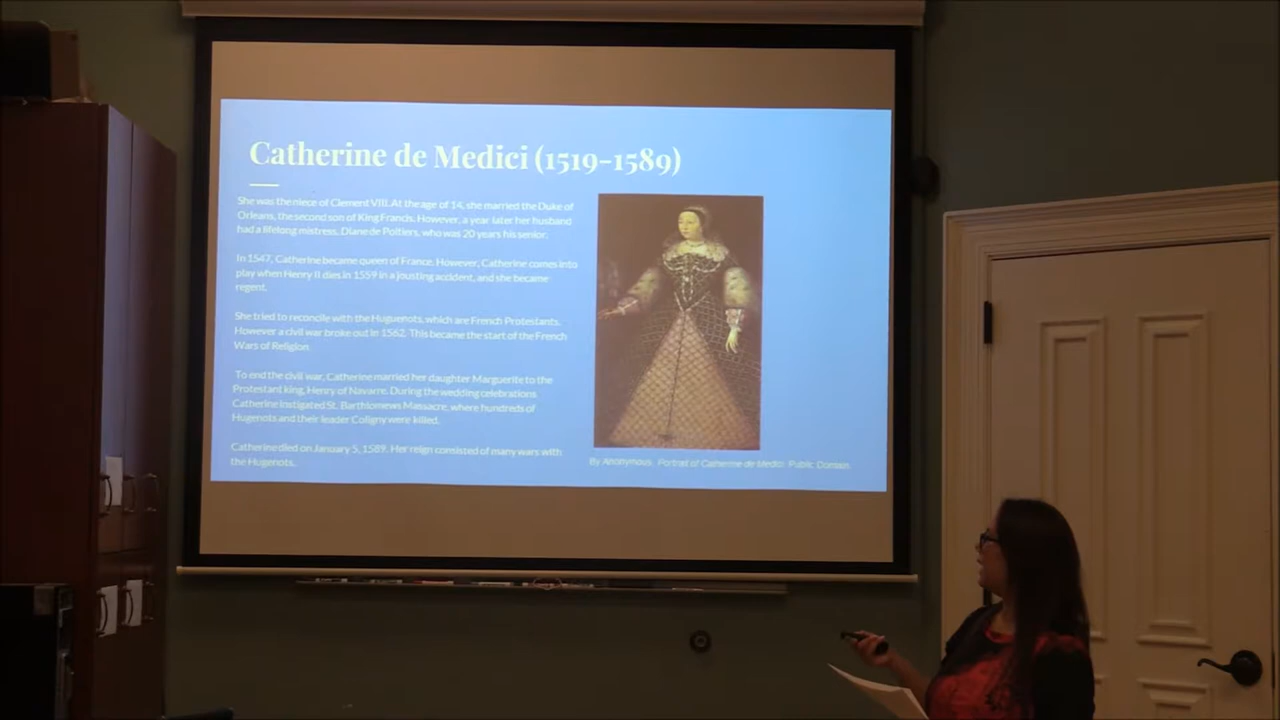 Catherine de Medici (1519-1589)
She was the niece of Clement VIII. At the age of 14, she married the Duke of
Orleans, the second son of King Francis. However, a year later her husband
had a lifelong mistress, Diane de Poitiers, who was 20 years his senior.
In 1547, Catherine became queen of France. However, Catherine comes into
play when Henry II dies in 1559 in a jousting accident, and she became
regent.
She tried to reconcile with the Huguenots, which are French Protestants.
However a civil war broke out in 1562. This became the start of the French
Wars of Religion
To end the civil war, Catherine married her daughter Marguerite to the
Protestant king, Henry of Navarre. During the wedding celebrations
Catherine instigated St. Barthlomews Massacre, where hundreds of
Hugenots and their leader Coligny were killed.
Catherine died on January 5, 1589. Her reign consisted of many wars with
the Hugenots.
By Anonymous. Portrait of Catherine de Medici. Public Domain.